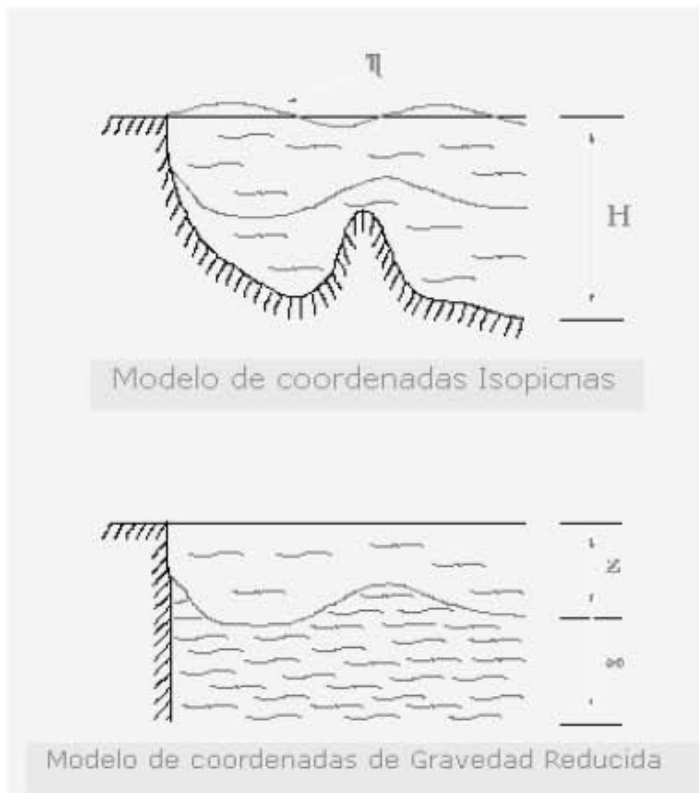 η
H
Modelo de coordenadas Isopicnas
z
∞
Modelo de coordenadas de Gravedad Reducida